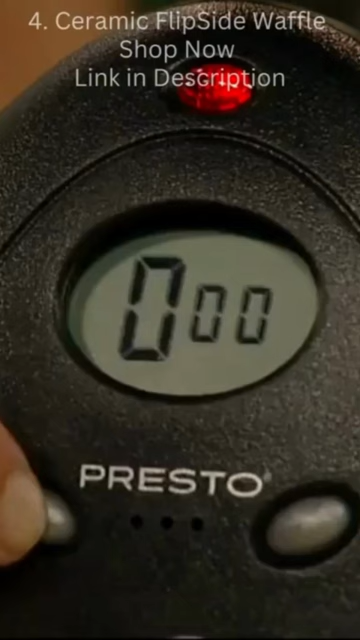 4. Ceramic FlipSide Waffle
Shop Now
Link in Description
0 00
PRESTO®